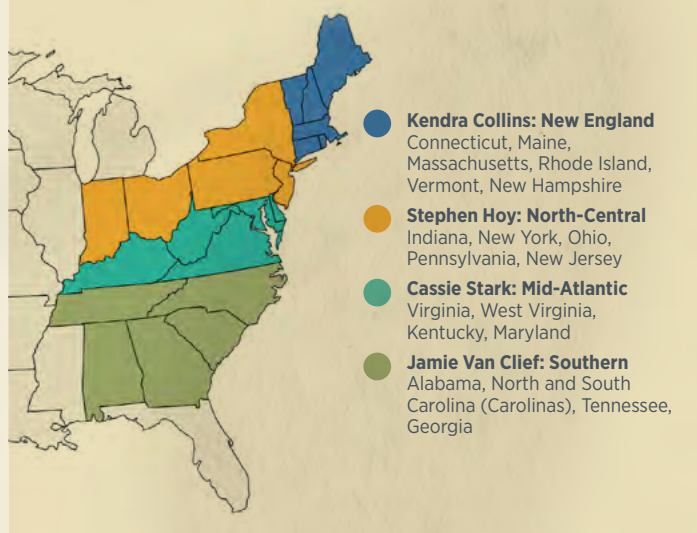 Kendra Collins: New England
Connecticut, Maine,
Massachusetts, Rhode Island,
Vermont, New Hampshire
Stephen Hoy: North-Central
Indiana, New York, Ohio,
Pennsylvania, New Jersey
Cassie Stark: Mid-Atlantic
Virginia, West Virginia,
Kentucky, Maryland
Jamie Van Clief: Southern
Alabama, North and South
Carolina (Carolinas), Tennessee,
Georgia